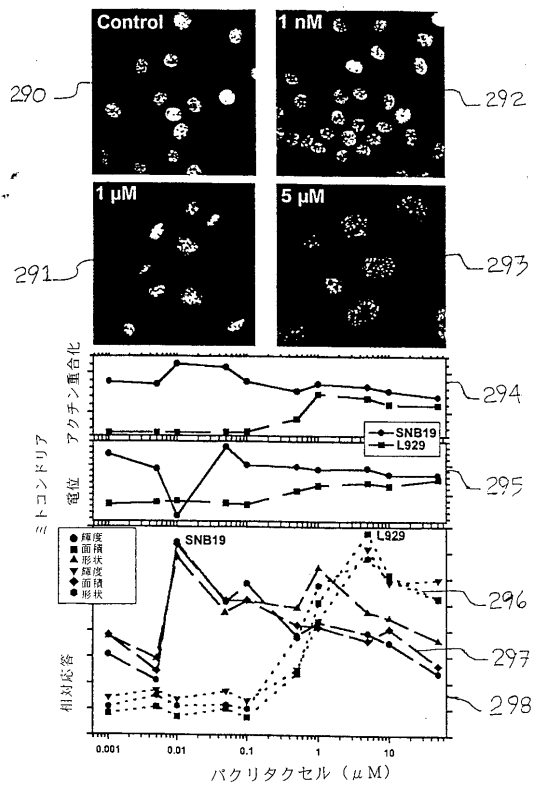 Control
1 nM
290
292
1 µM
5 µM
291
293
アクチン重合化
294
SNB19
L929
ミトコンドリア
電位
295
輝度
面積
形状
輝度
面積
形状
SNB19
L929
296
297
298
相対応答
0.001
0.01
0.1
1
10
パクリタクセル（μM）